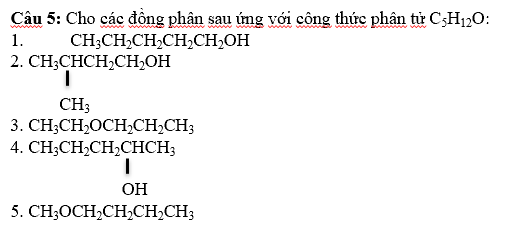 Câu 5: Cho các đồng phân sau ứng với công thức phân tử C₅H₁₂O:
1. CH₃CH₂CH₂CH₂CH₂OH
2. CH₃CHCH₂CH₂OH
CH₃
3. CH₃CH₂OCH₂CH₂CH₃
4. CH₃CH₂CH₂CHCH₃
OH
5. CH₃OCH₂CH₂CH₂CH₃